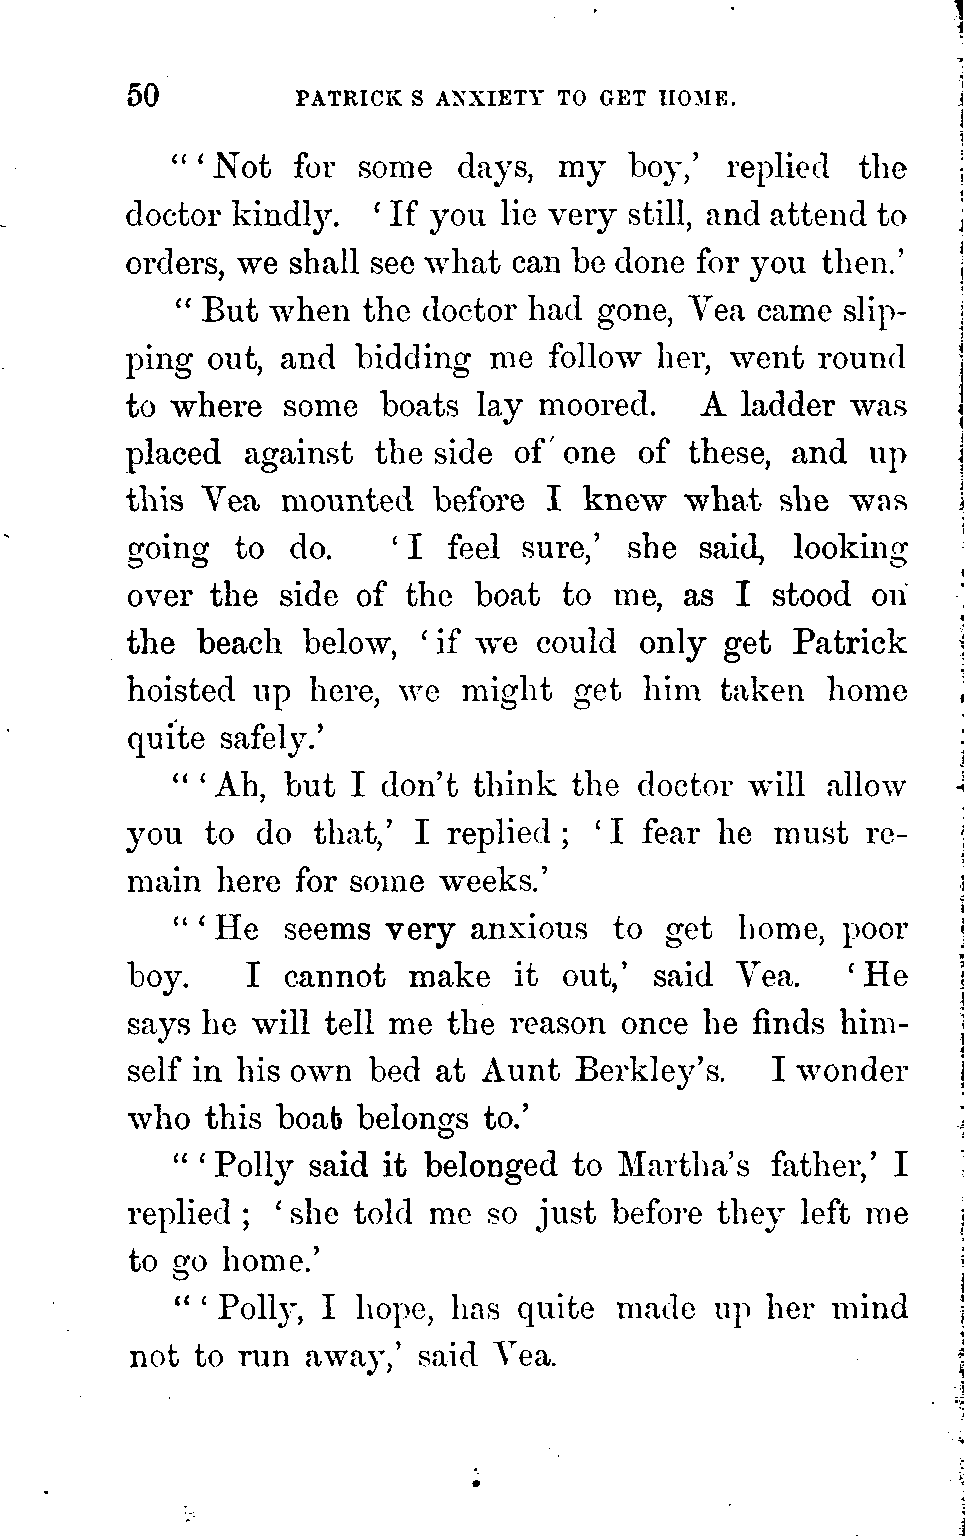 50 PATRICK S ANXIETY TO GET HOME.
“ ‘ Not for some days, my boy,’ replied the
doctor kindly. ‘ If you lie very still, and attend to
orders, we shall see what can be done for you then.’
“ But when the doctor had gone, Vea came slip-
ping out, and bidding me follow her, went round
to where some boats lay moored. A ladder was
placed against the side of one of these, and up
this Vea mounted before I knew what she was
going to do. ‘ I feel sure,’ she said, looking
over the side of the boat to me, as I stood on
the beach below, ‘ if we could only get Patrick
hoisted up here, we might get him taken home
quite safely.’
“ ‘ Ah, but I don’t think the doctor will allow
you to do that,’ I replied ; ‘ I fear he must re-
main here for some weeks.’
“ ‘ He seems very anxious to get home, poor
boy. I cannot make it out,’ said Vea. ‘ He
says he will tell me the reason once he finds him-
self in his own bed at Aunt Berkley’s. I wonder
who this boat belongs to.’
“ ‘ Polly said it belonged to Martha’s father,’ I
replied ; ‘ she told me so just before they left me
to go home.’
“ ‘ Polly, I hope, has quite made up her mind
not to run away,’ said Vea.